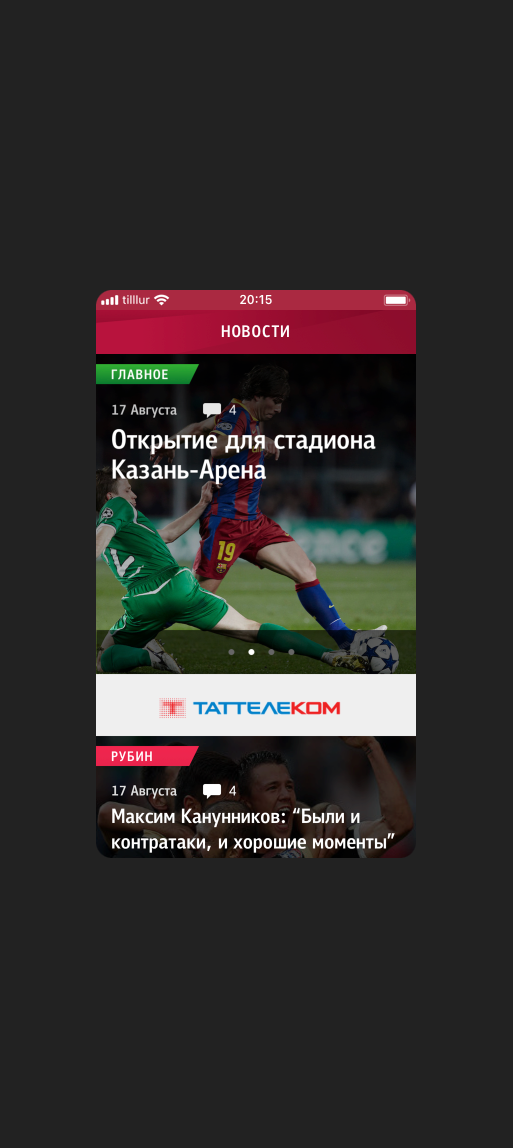 tilllur 20:15
НОВОСТИ
ГЛАВНОЕ
17 Августа 4
Открытие для стадиона
Казань-Арена
19
ТАТТЕЛЕКОМ
РУБИН
17 Августа 4
Максим Канунников: “Были и
контратаки, и хорошие моменты”